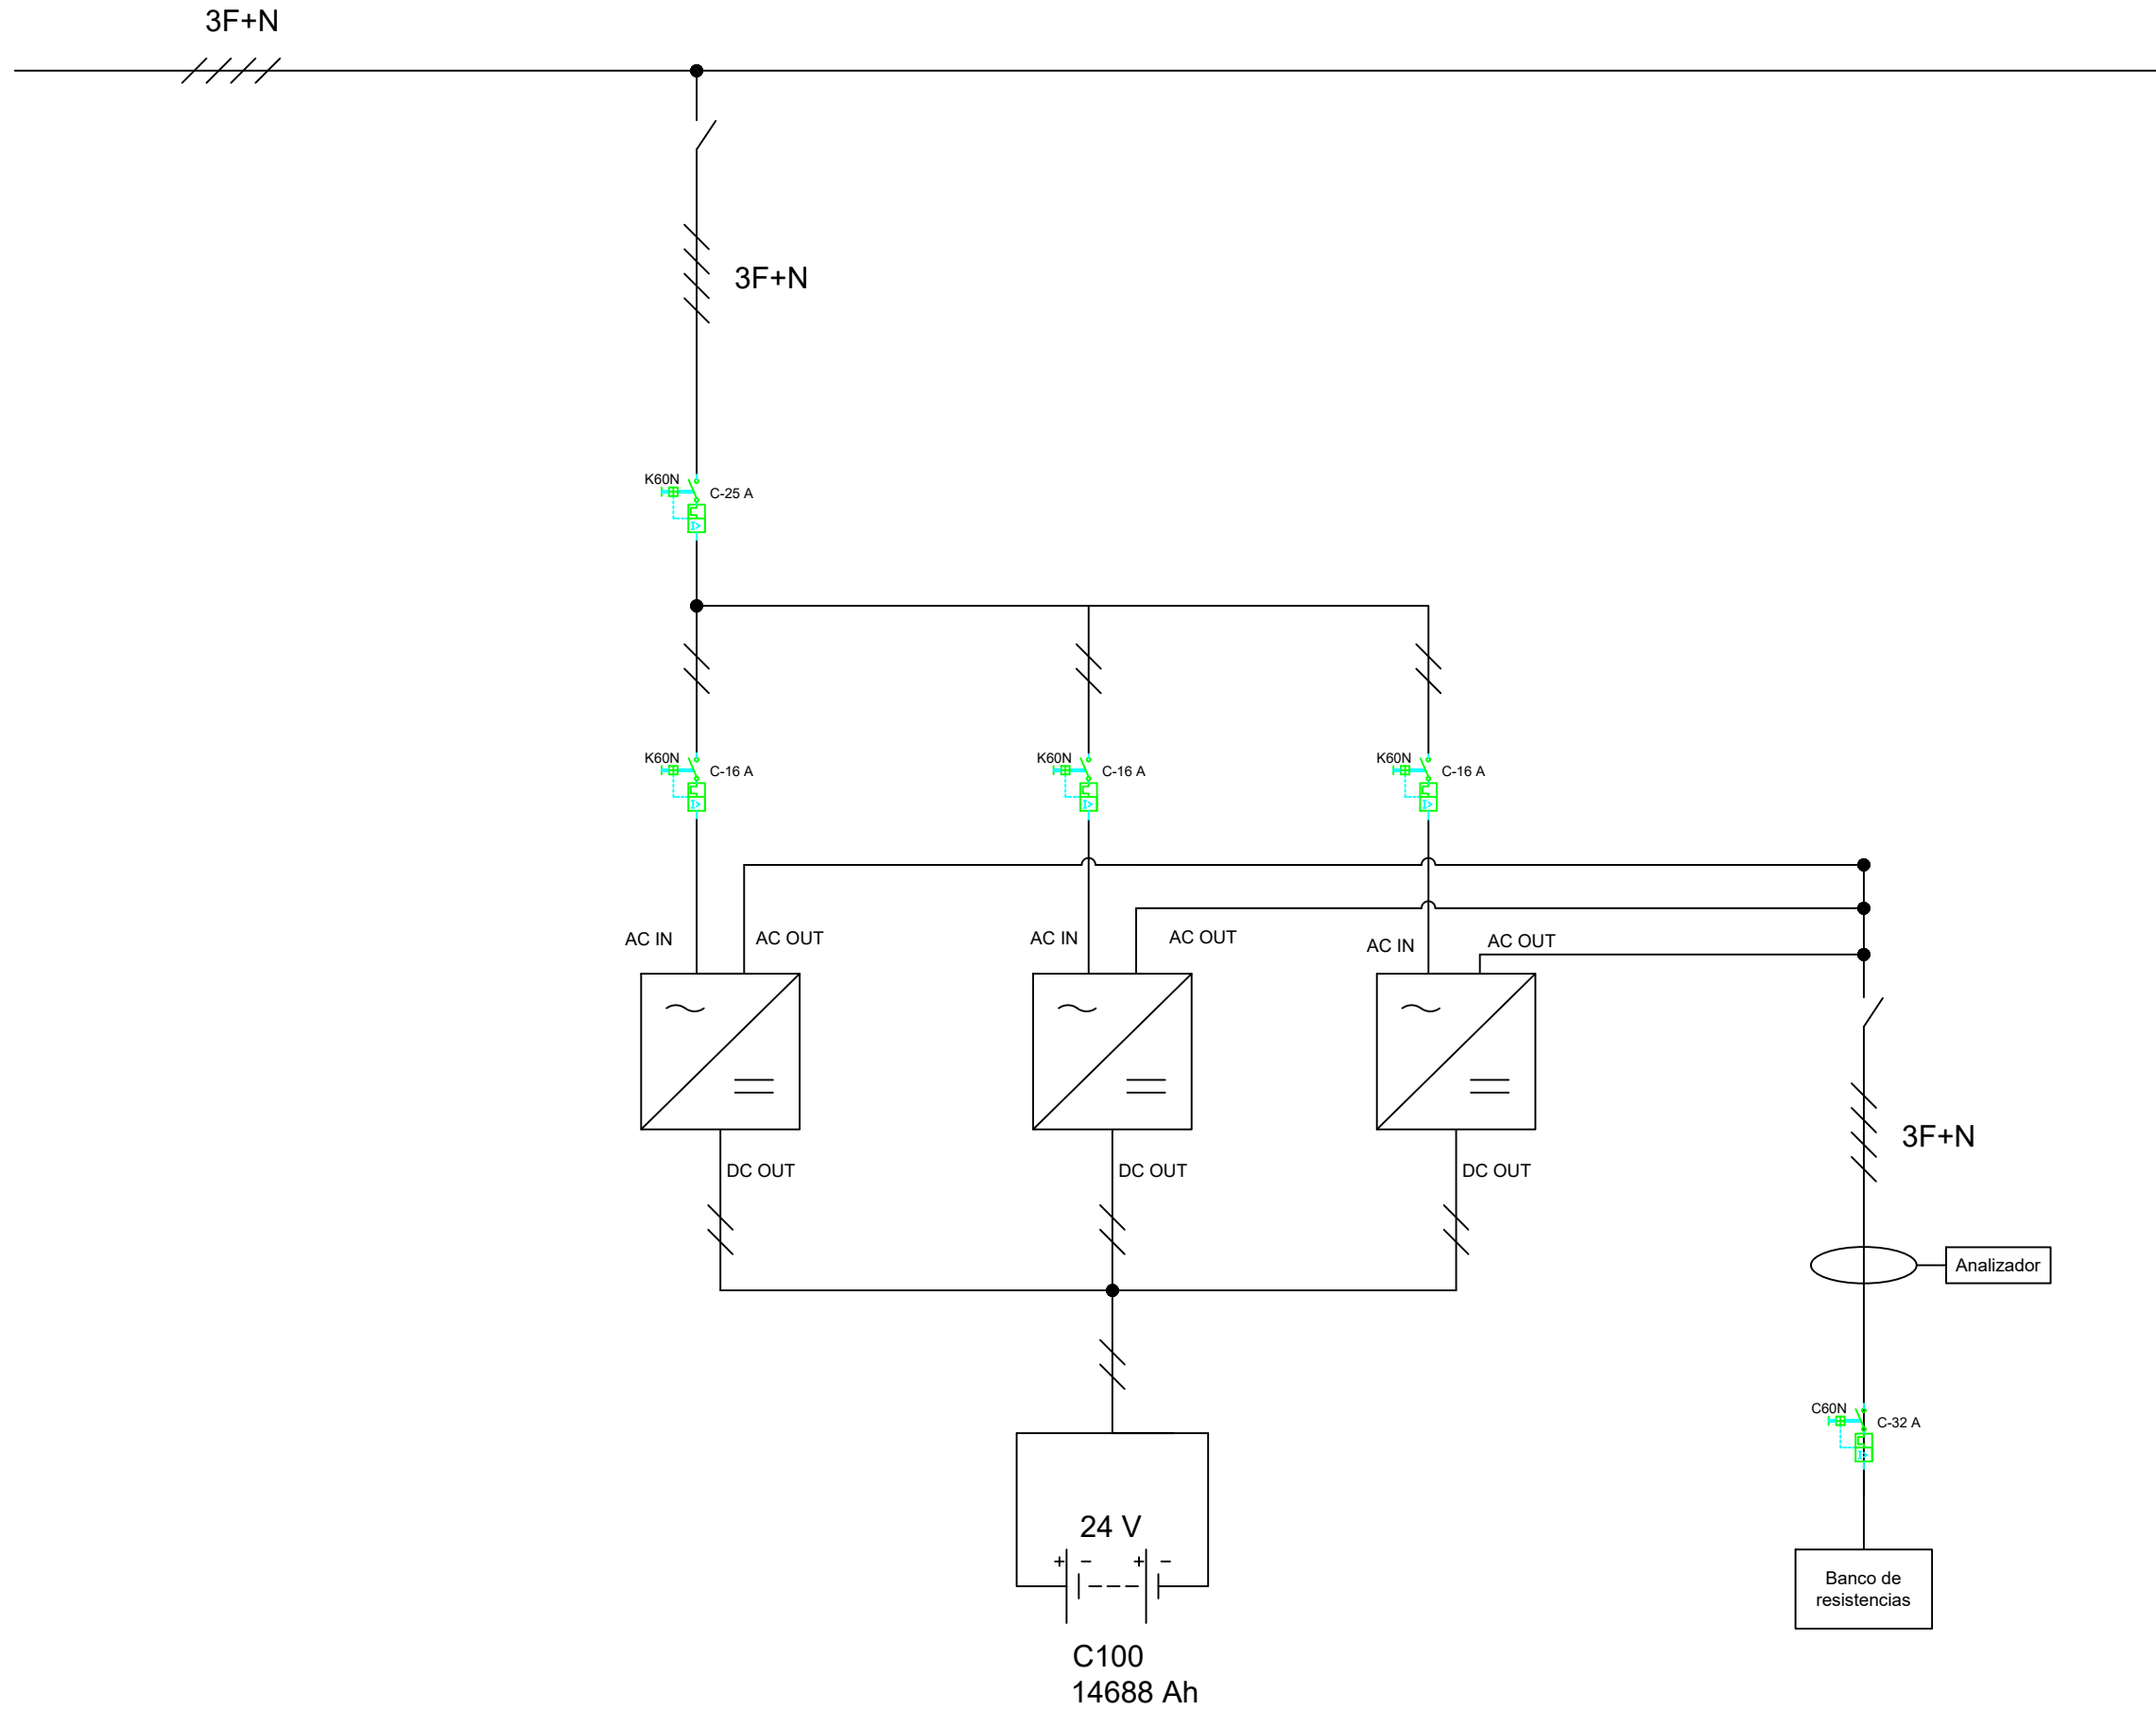 3F+N
3F+N
K60N
C-25 A
K60N
C-16 A
K60N
C-16 A
K60N
C-16 A
AC IN
AC OUT
AC IN
AC OUT
AC IN
AC OUT
3F+N
DC OUT
DC OUT
DC OUT
Analizador
C60N
C-32 A
24 V
+ − + −
Banco de
resistencias
C100
14688 Ah